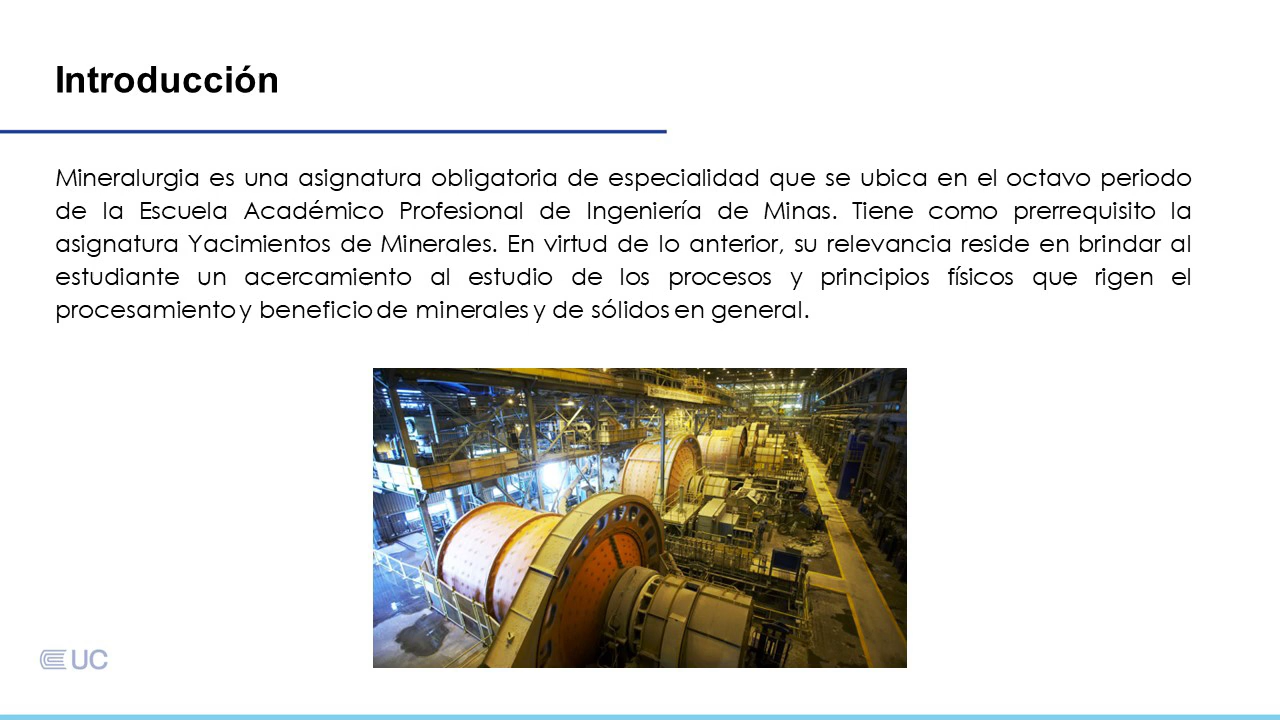 Introducción
Mineralurgia es una asignatura obligatoria de especialidad que se ubica en el octavo periodo
de la Escuela Académico Profesional de Ingeniería de Minas. Tiene como prerrequisito la
asignatura Yacimientos de Minerales. En virtud de lo anterior, su relevancia reside en brindar al
estudiante un acercamiento al estudio de los procesos y principios físicos que rigen el
procesamiento y beneficio de minerales y de sólidos en general.
UC